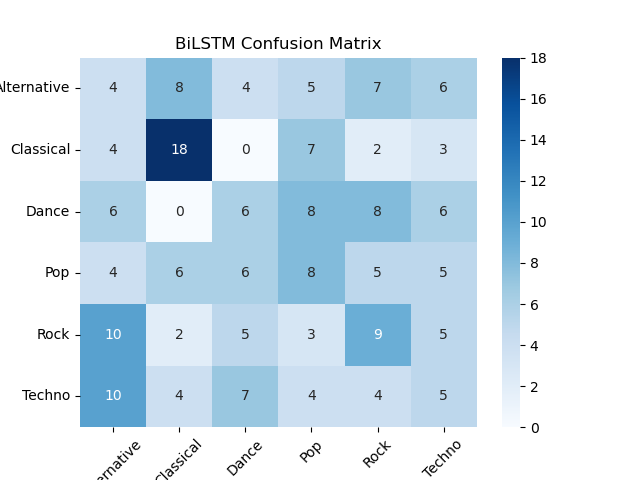 BiLSTM Confusion Matrix
lternative 4 8 4 5 7 6
Classical 4 18 0 7 2 3
Dance 6 0 6 8 8 6
Pop 4 6 6 8 5 5
Rock 10 2 5 3 9 5
Techno 10 4 7 4 4 5
ernative Classical Dance Pop Rock Techno
18
16
14
12
10
8
6
4
2
0